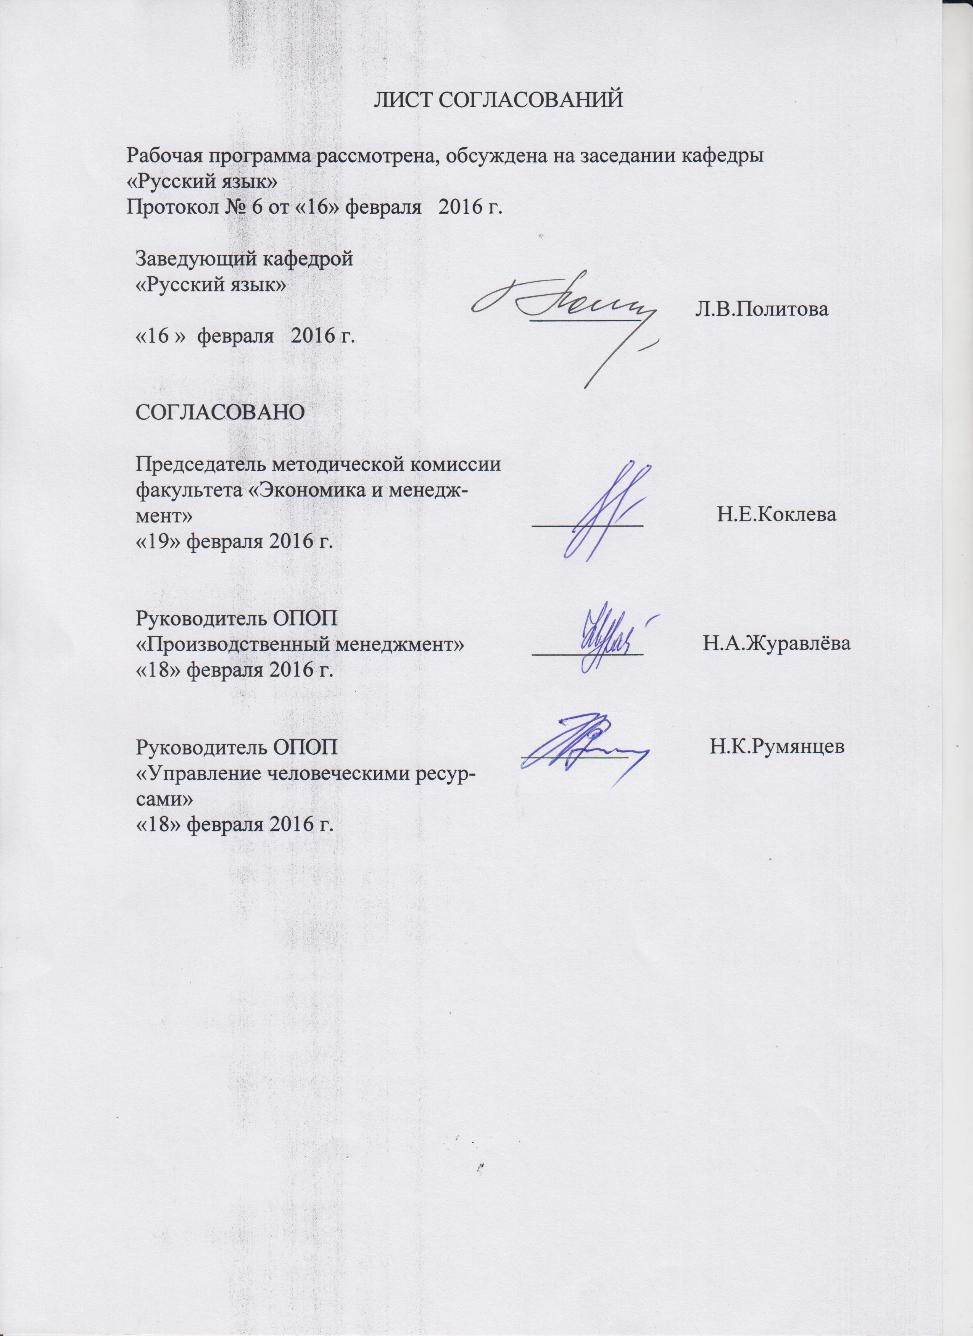 ЛИСТ СОГЛАСОВАНИЙ
Рабочая программа рассмотрена, обсуждена на заседании кафедры
«Русский язык»
Протокол № 6 от «16» февраля 2016 г.
Заведующий кафедрой
«Русский язык»
Л.В.Политова
«16 » февраля 2016 г.
СОГЛАСОВАНО
Председатель методической комиссии
факультета «Экономика и менедж-
мент»
Н.Е.Коклева
«19» февраля 2016 г.
Руководитель ОПОП
«Производственный менеджмент»
Н.А.Журавлёва
«18» февраля 2016 г.
Руководитель ОПОП
Н.К.Румянцев
«Управление человеческими ресур-
сами»
«18» февраля 2016 г.